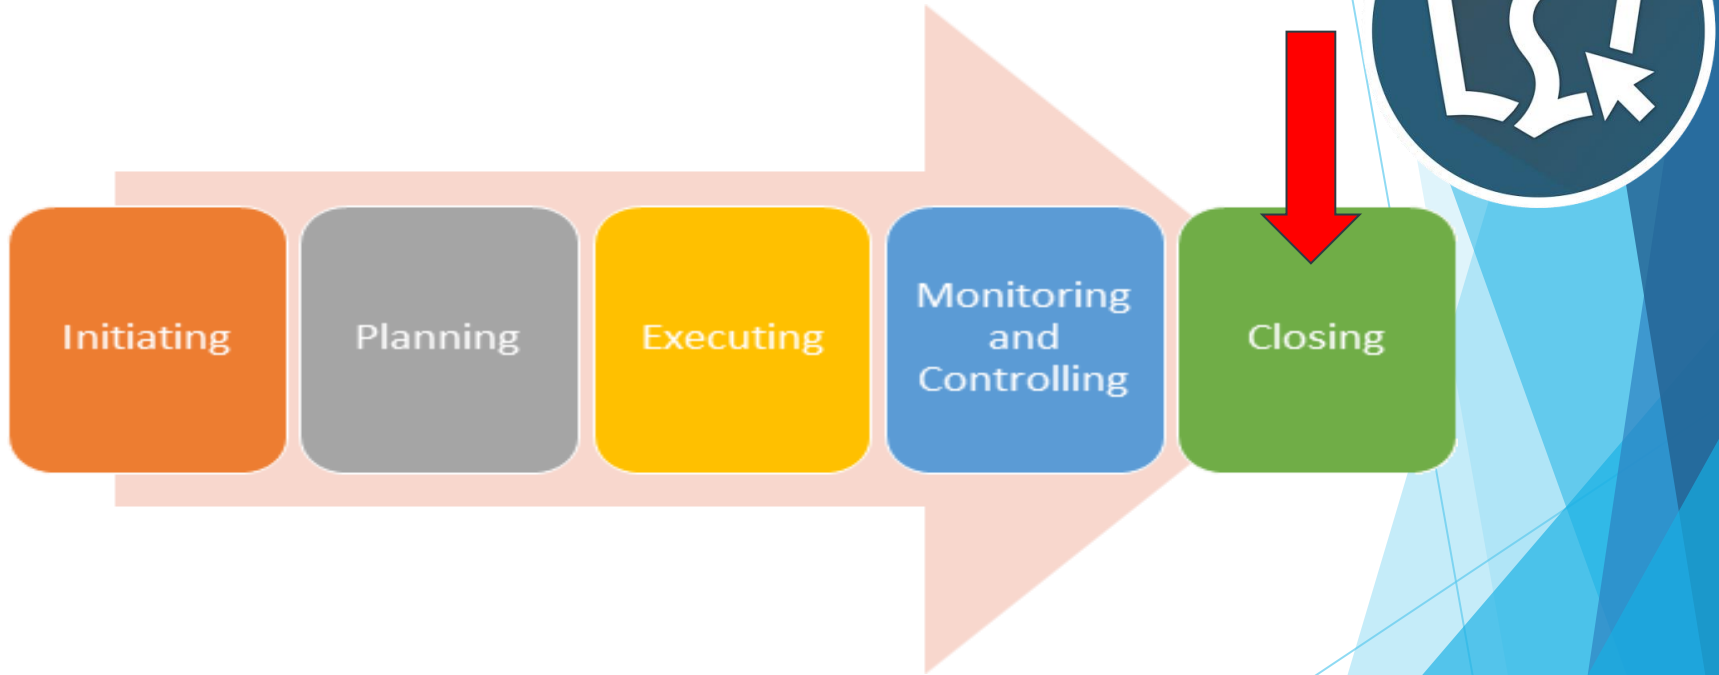 Initiating
Planning
Executing
Monitoring
and
Controlling
Closing